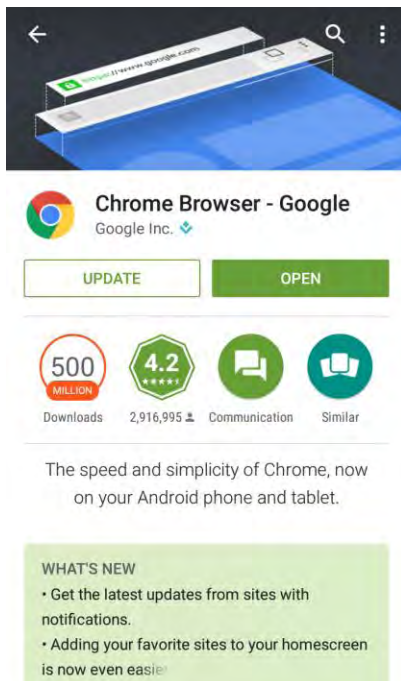 https://www.google.com
Chrome Browser - Google
Google Inc.
UPDATE
OPEN
500
MILLION
4.2
Downloads
2,916,995
Communication
Similar
The speed and simplicity of Chrome, now
on your Android phone and tablet.
WHAT'S NEW
• Get the latest updates from sites with
notifications.
• Adding your favorite sites to your homescreen
is now even easie